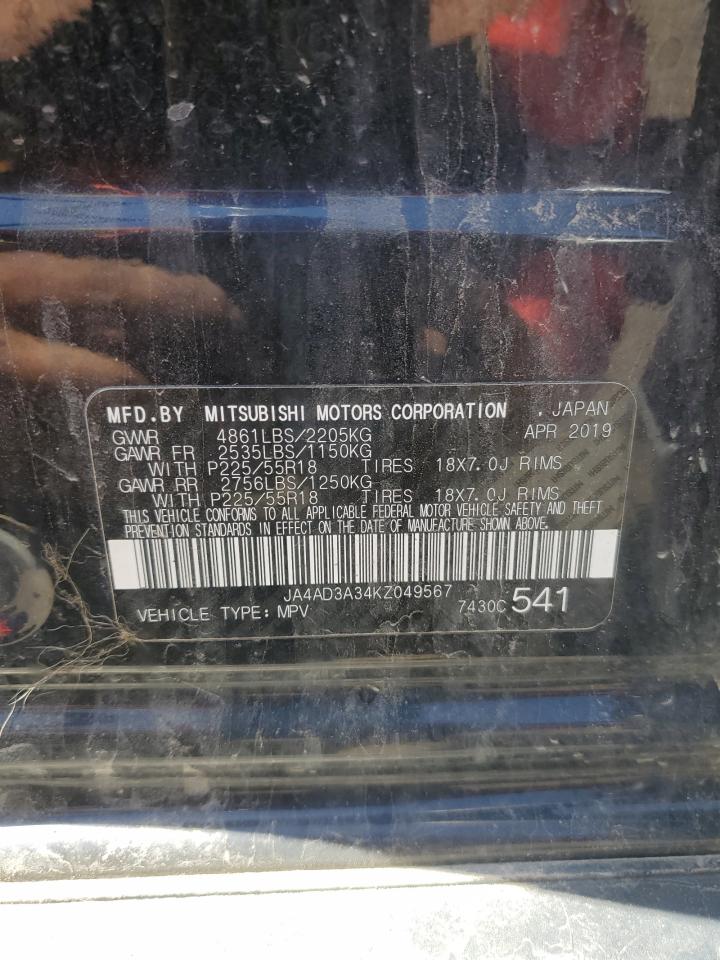 MFD.BY MITSUBISHI MOTORS CORPORATION , JAPAN
GVWR 4861LBS/2205KG APR 2019
GAWR FR 2535LBS/1150KG
WITH P225/55R18 TIRES 18X7.0J RIMS
GAWR RR 2756LBS/1250KG
WITH P225/55R18 TIRES 18X7.0J RIMS
THIS VEHICLE CONFORMS TO ALL APPLICABLE FEDERAL MOTOR VEHICLE SAFETY AND THEFT
PREVENTION STANDARDS IN EFFECT ON THE DATE OF MANUFACTURE SHOWN ABOVE.
JA4AD3A34KZ049567
VEHICLE TYPE: MPV 7430C 541